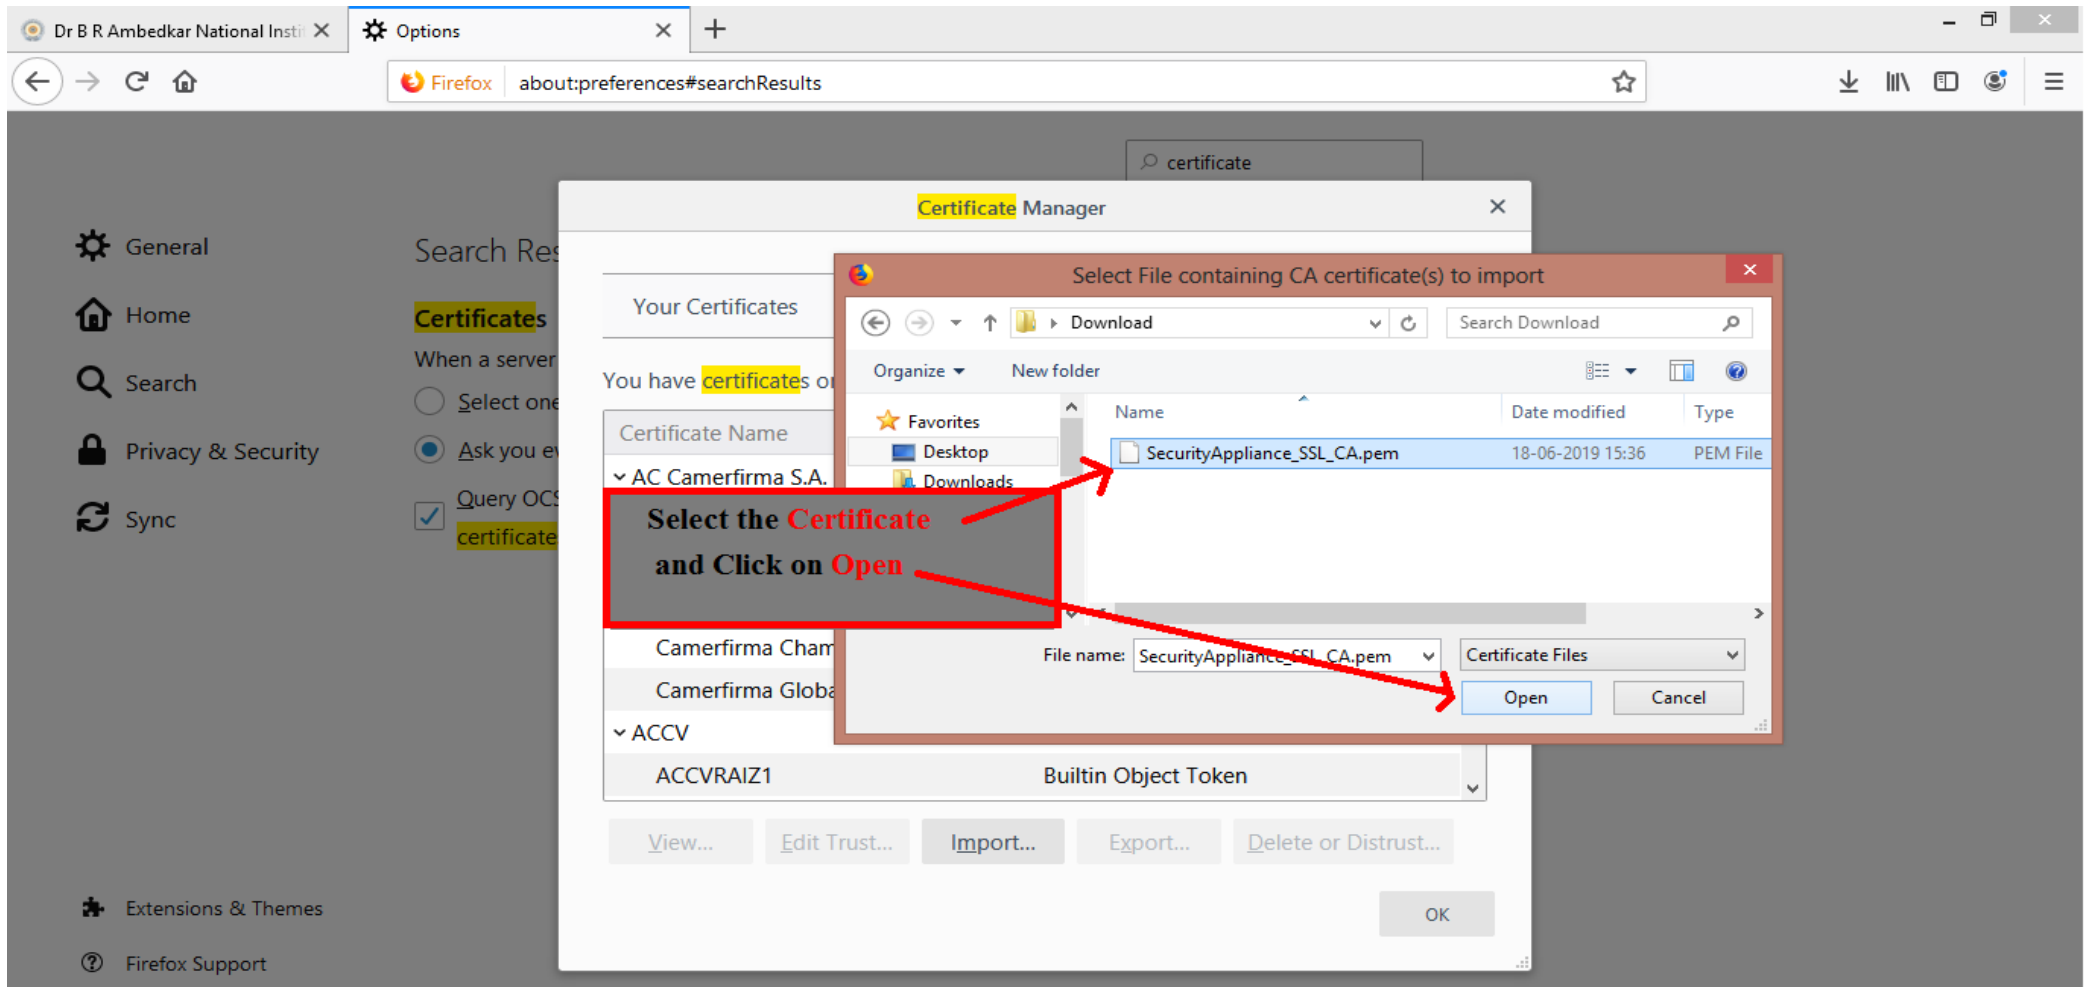 Dr B R Ambedkar National Insti
Options
Firefox about:preferences#searchResults
certificate
Certificate Manager
General
Home
Search
Privacy & Security
Sync
Extensions & Themes
Firefox Support
Search Res
Certificates
When a server
Select one
Ask you ev
Query OCS
certificate
Your Certificates
You have certificates on
Certificate Name
AC Camerfirma S.A.
Select the Certificate
and Click on Open
Camerfirma Cham
Camerfirma Globa
ACCV
ACCVRAIZ1 Builtin Object Token
View... Edit Trust... Import... Export... Delete or Distrust...
OK
Select File containing CA certificate(s) to import
Download Search Download
Organize New folder
Favorites
Desktop
Downloads
Name Date modified Type
SecurityAppliance_SSL_CA.pem 18-06-2019 15:36 PEM File
File name: SecurityAppliance_SSL_CA.pem Certificate Files
Open Cancel